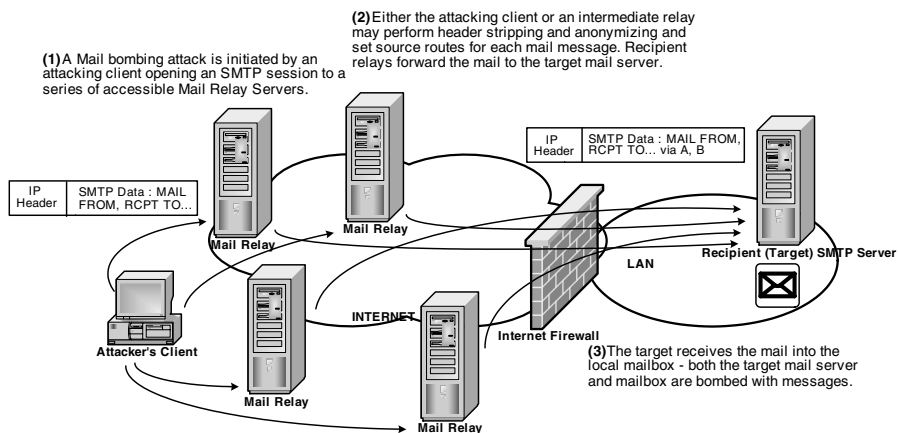 (2) Either the attacking client or an intermediate relay
may perform header stripping and anonymizing and
set source routes for each mail message. Recipient
relays forward the mail to the target mail server.
(1) A Mail bombing attack is initiated by an
attacking client opening an SMTP session to a
series of accessible Mail Relay Servers.
IP
Header
SMTP Data : MAIL FROM,
RCPT TO... via A, B
IP
Header
SMTP Data : MAIL
FROM, RCPT TO...
Mail Relay
Mail Relay
Recipient (Target) SMTP Server
LAN
INTERNET
Internet Firewall
Attacker's Client
(3) The target receives the mail into the
local mailbox - both the target mail server
and mailbox are bombed with messages.
Mail Relay
Mail Relay